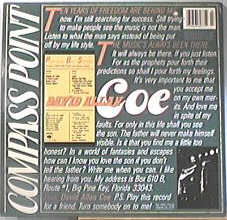 COMPASS POINT
TEN YEARS OF FREEDOM ARE BEHIND ME
now. I'm still searching for success. Still trying
to make people see the music is not the man.
Listen to what the man says instead of being put
off by my life style. THE MUSIC'S ALWAYS BEEN THERE
It will always be there. If you just listen.
For as the prophets pour forth their
predictions so shall I pour forth my feelings.
It's very important to me that
you accept me
on my own mer-
its. And love me
in spite of my
faults. For only in this life shall you
see the son. The father will never make himself
visible. Is it that you find me a little too
honest? In a world of fantasies and escapes
how can I know you love the son if you don't
tell the father? Write me when you can. I like
hearing from you. My address is Box 610 B,
Route #1, Big Pine Key, Florida 33043.
David Allan Coe P.S. Play this record
for a friend. Turn somebody on to me!
DAVID ALLAN
Coe